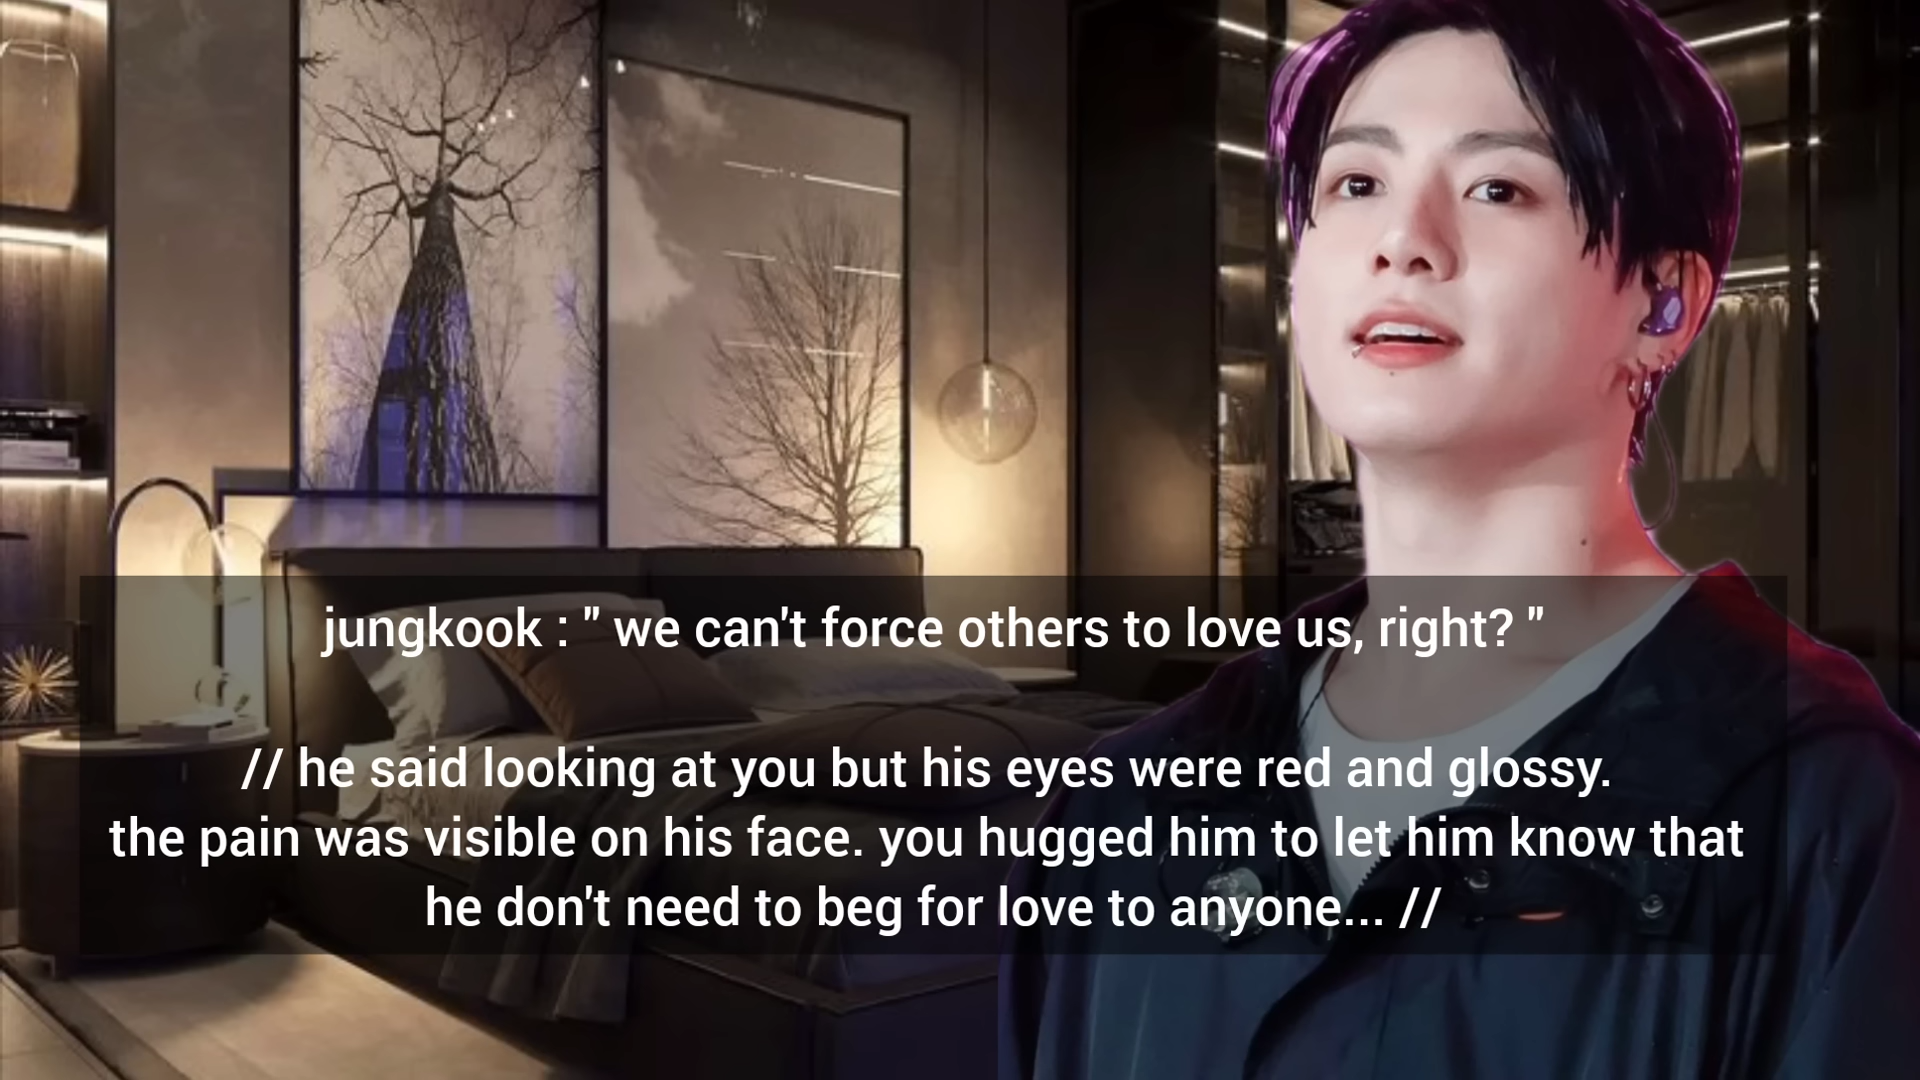 jungkook : " we can't force others to love us, right? "
// he said looking at you but his eyes were red and glossy.
the pain was visible on his face. you hugged him to let him know that
he don't need to beg for love to anyone... //